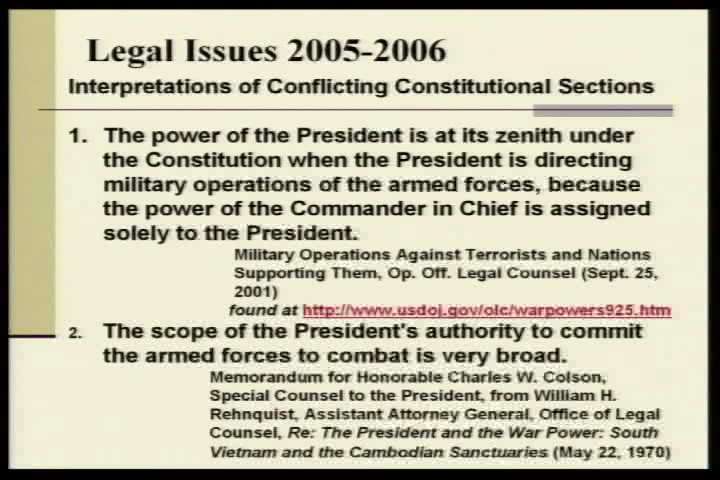 Legal Issues 2005-2006
Interpretations of Conflicting Constitutional Sections
1. The power of the President is at its zenith under
the Constitution when the President is directing
military operations of the armed forces, because
the power of the Commander in Chief is assigned
solely to the President.
Military Operations Against Terrorists and Nations
Supporting Them, Op. Off. Legal Counsel (Sept. 25,
2001)
found at http://www.usdoj.gov/olc/warpowers925.htm
2. The scope of the President's authority to commit
the armed forces to combat is very broad.
Memorandum for Honorable Charles W. Colson,
Special Counsel to the President, from William H.
Rehnquist, Assistant Attorney General, Office of Legal
Counsel, Re: The President and the War Power: South
Vietnam and the Cambodian Sanctuaries (May 22, 1970)